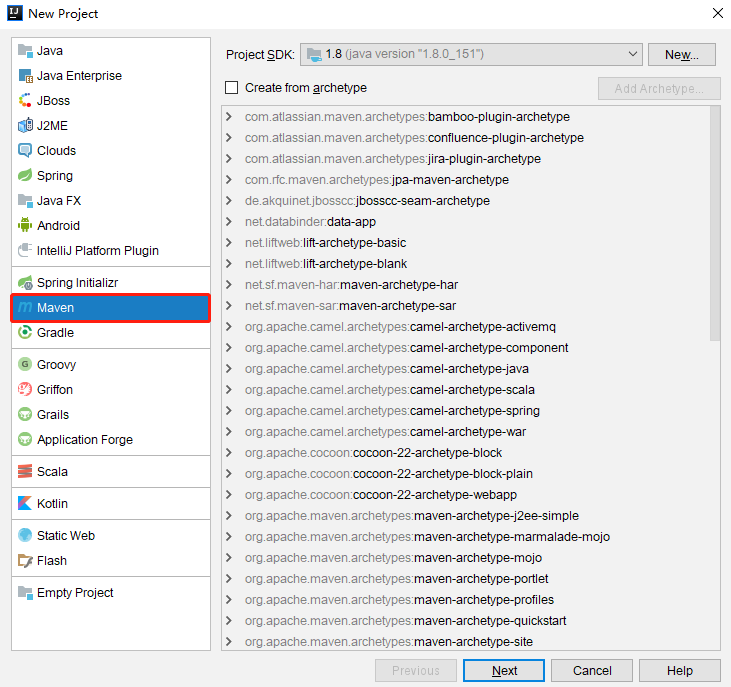 New Project
Java
Java Enterprise
JBoss
J2ME
Clouds
Spring
Java FX
Android
IntelliJ Platform Plugin
Spring Initializr
Maven
Gradle
Groovy
Griffon
Grails
Application Forge
Scala
Kotlin
Static Web
Flash
Empty Project
Project SDK: 1.8 (java version "1.8.0_151") New...
Create from archetype Add Archetype...
com.atlassian.maven.archetypes:bamboo-plugin-archetype
com.atlassian.maven.archetypes:confluence-plugin-archetype
com.atlassian.maven.archetypes:jira-plugin-archetype
com.rfc.maven.archetypes:jpa-maven-archetype
de.akquinet.jbosscc:jbosscc-seam-archetype
net.databinder:data-app
net.liftweb:lift-archetype-basic
net.liftweb:lift-archetype-blank
net.sf.maven-har:maven-archetype-har
net.sf.maven-sar:maven-archetype-sar
org.apache.camel.archetypes:camel-archetype-activemq
org.apache.camel.archetypes:camel-archetype-component
org.apache.camel.archetypes:camel-archetype-java
org.apache.camel.archetypes:camel-archetype-scala
org.apache.camel.archetypes:camel-archetype-spring
org.apache.camel.archetypes:camel-archetype-war
org.apache.cocoon:cocoon-22-archetype-block
org.apache.cocoon:cocoon-22-archetype-block-plain
org.apache.cocoon:cocoon-22-archetype-webapp
org.apache.maven.archetypes:maven-archetype-j2ee-simple
org.apache.maven.archetypes:maven-archetype-marmalade-mojo
org.apache.maven.archetypes:maven-archetype-mojo
org.apache.maven.archetypes:maven-archetype-portlet
org.apache.maven.archetypes:maven-archetype-profiles
org.apache.maven.archetypes:maven-archetype-quickstart
org.apache.maven.archetypes:maven-archetype-site
Previous Next Cancel Help